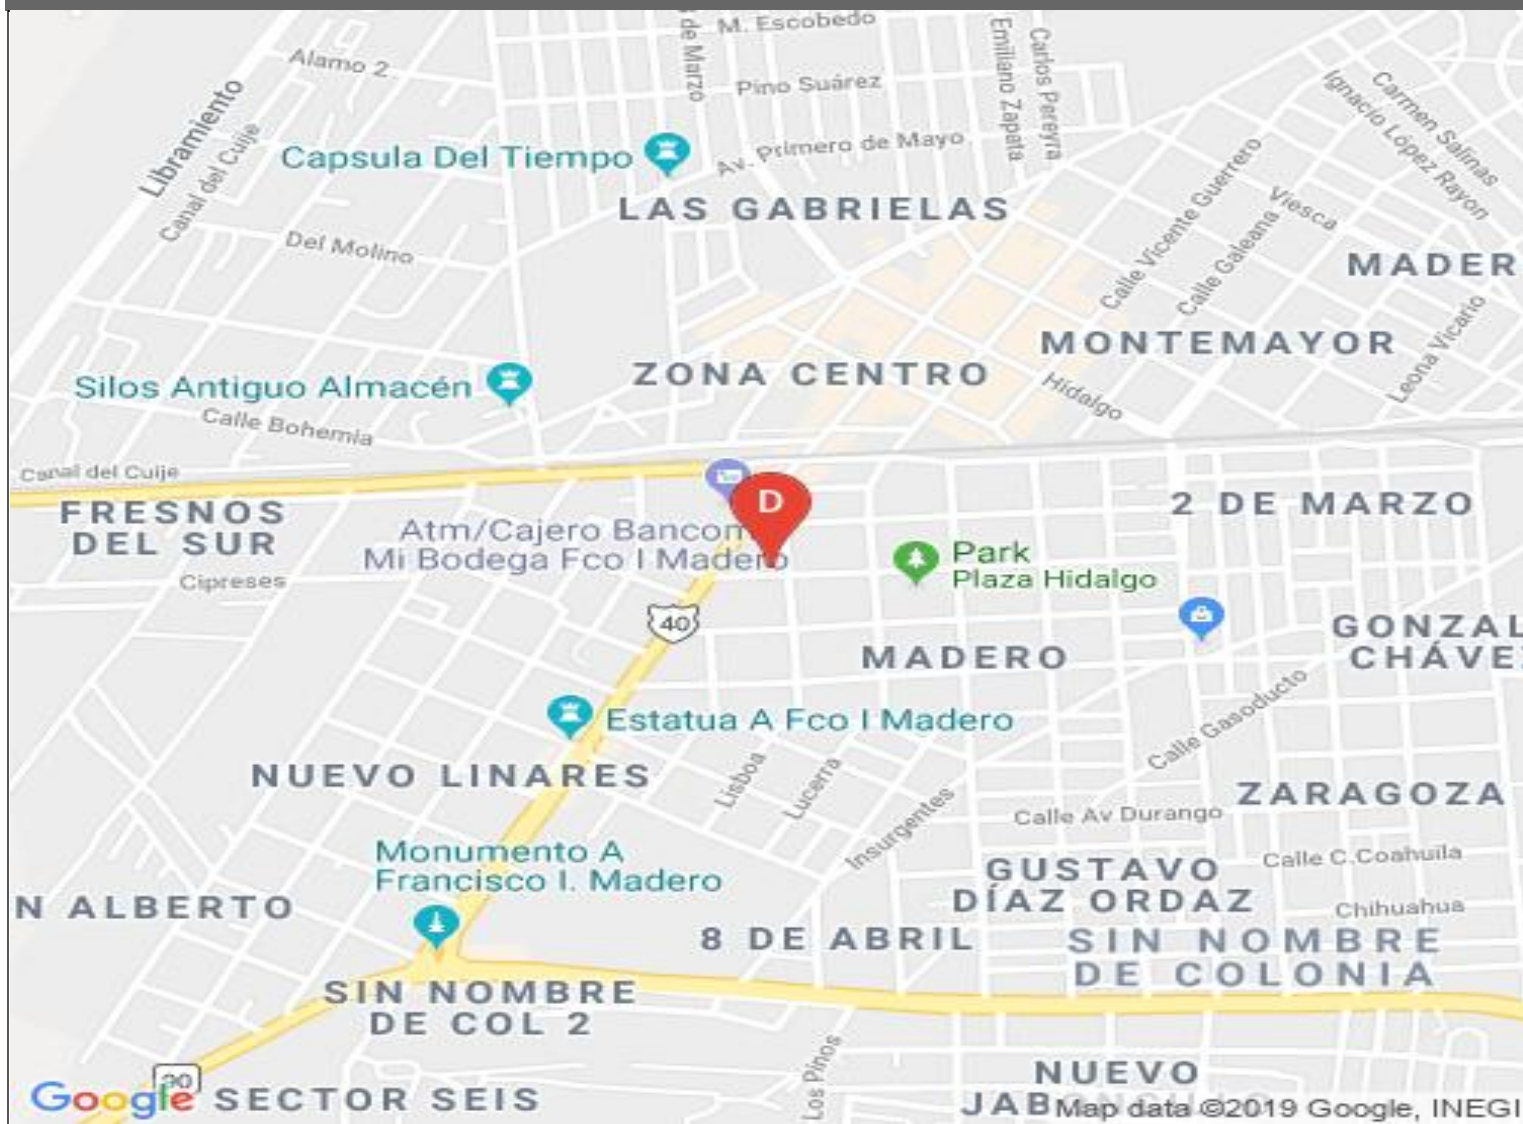 M. Escobedo
de Marzo
Emiliano Zapata
Carlos Pereyra
Alamo 2
Pino Suárez
Carmen Salinas
Ignacio López Rayon
Libramiento
Canal del Cuije
Capsula Del Tiempo
Av. Primero de Mayo
Calle Vicente Guerrero
LAS GABRIELAS
Viesca
Calle Galeana
Del Molino
MADER
Leona Vicario
MONTEMAYOR
ZONA CENTRO
Hidalgo
Silos Antiguo Almacén
Calle Bohemia
Canal del Cuije
FRESNOS
DEL SUR
D
2 DE MARZO
Atm/Cajero Bancom
Mi Bodega Fco I Madero
Park
Plaza Hidalgo
Cipreses
40
GONZAL
CHÁVE
MADERO
Calle Gasoducto
Estatua A Fco I Madero
NUEVO LINARES
Lisboa
Lucerra
Insurgentes
ZARAGOZA
Calle Av Durango
Monumento A
Francisco I. Madero
GUSTAVO
DÍAZ ORDAZ
Calle C.Coahuila
N ALBERTO
Chihuahua
8 DE ABRIL
SIN NOMBRE
DE COLONIA
SIN NOMBRE
DE COL 2
Los Pinos
NUEVO
JAB
30
Google
SECTOR SEIS
Map data ©2019 Google, INEGI